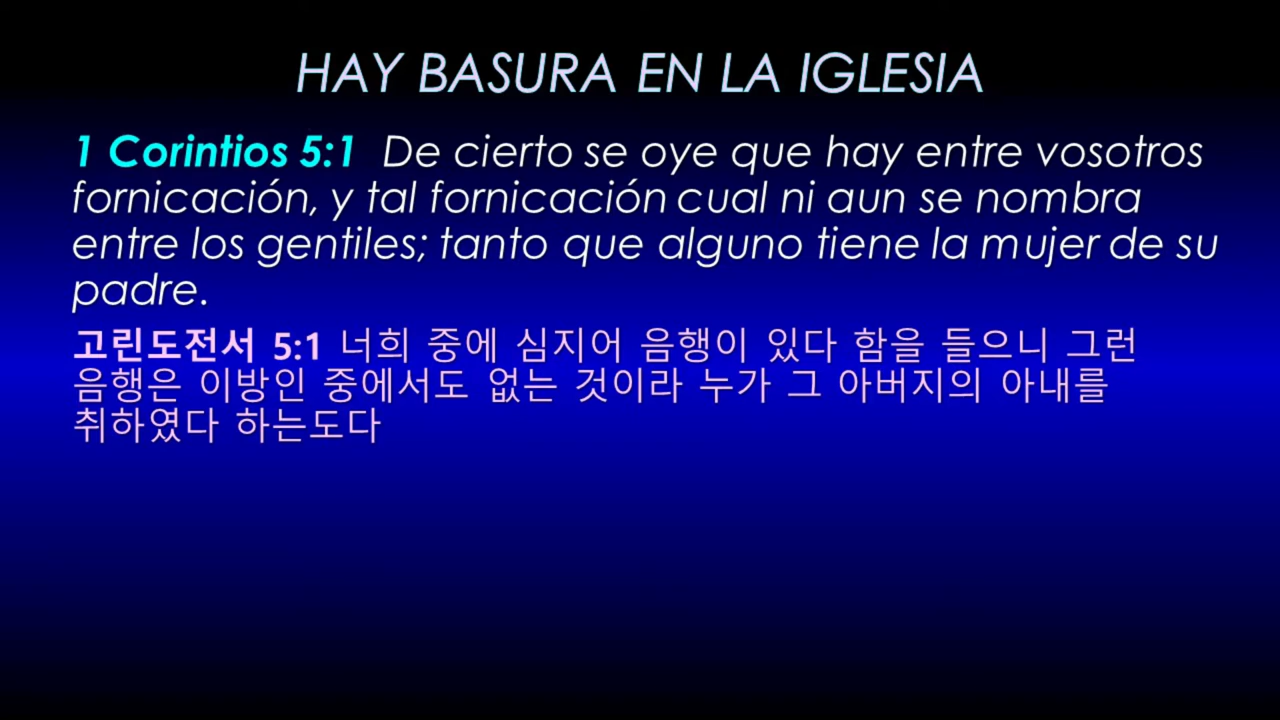 HAY BASURA EN LA IGLESIA
1 Corintios 5:1 De cierto se oye que hay entre vosotros
fornicación, y tal fornicación cual ni aun se nombra
entre los gentiles; tanto que alguno tiene la mujer de su
padre.
고린도전서 5:1 너희 중에 심지어 음행이 있다 함을 들으니 그런
음행은 이방인 중에서도 없는 것이라 누가 그 아버지의 아내를
취하였다 하는도다